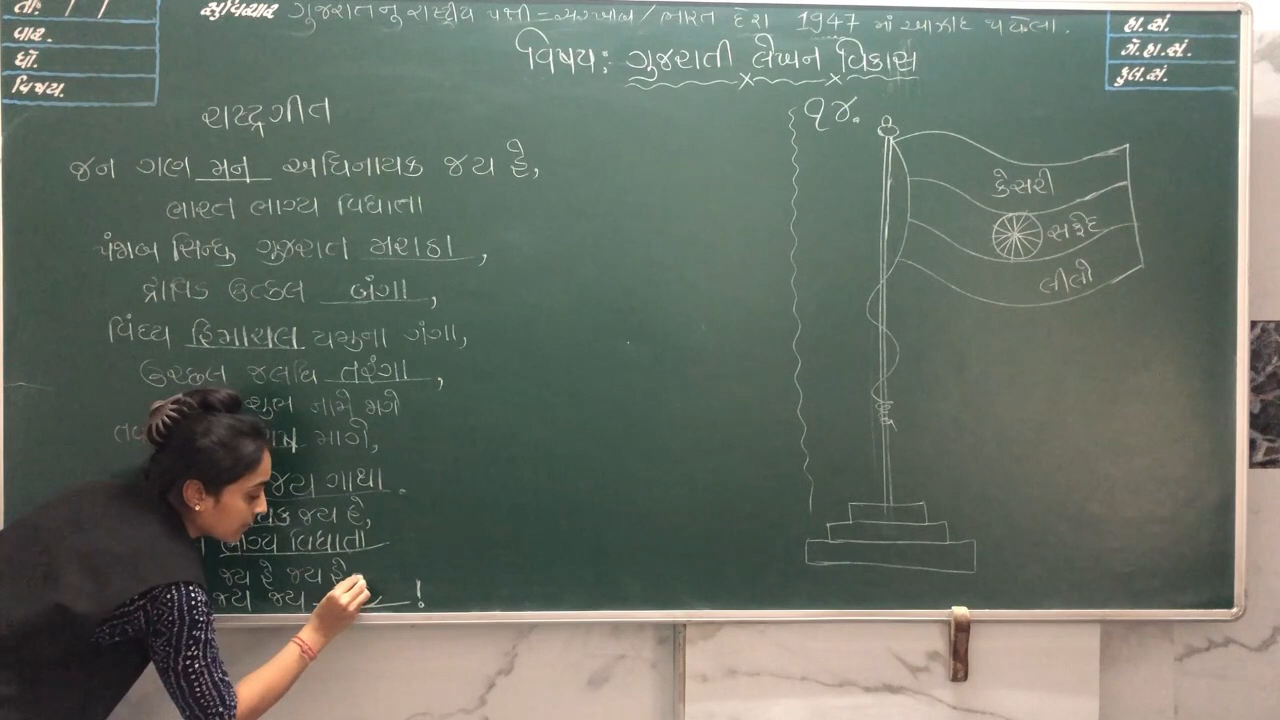 તા: / /
વાર.
ધો.
વિષય.
સુવિચાર ગુજરાતનુ રાષ્ટ્રીય પક્ષી = સુરખાબ / ભારત દેશ 1947 માં આઝાદ થયેલા.
હા.સં.
ગે.હા.સં.
કુલ.સં.
વિષય: ગુજરાતી લેખન વિકાસ
રાષ્ટ્રગીત
જન ગણ મન અધિનાયક જય હે,
ભારત ભાગ્ય વિધાતા
પંજાબ સિન્ધુ ગુજરાત મરાઠા,
દ્રાવિડ ઉત્કલ બંગા,
વિંધ્ય હિમાચલ યમુના ગંગા,
ઉચ્છલ જલધિ તરંગા,
શુભ નામે જાગે
માગે,
જય ગાથા.
જય હે,
ભાગ્ય વિધાતા
જય હે જય હે
જય જય !
૧૪.
કેસરી
સફેદ
લીલો